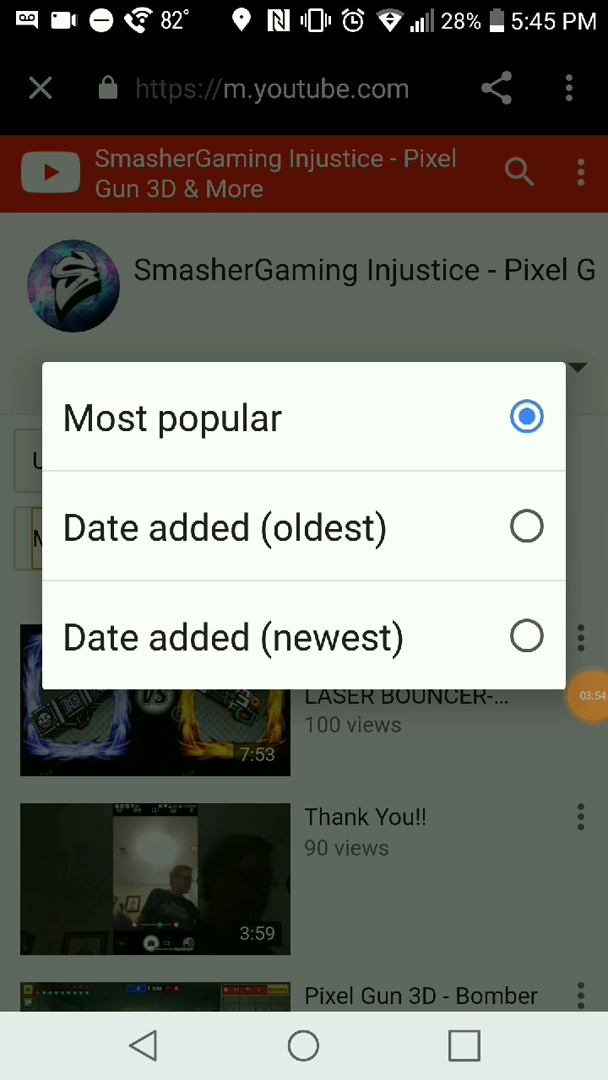 82° 28% 5:45 PM
https://m.youtube.com
SmasherGaming Injustice - Pixel
Gun 3D & More
SmasherGaming Injustice - Pixel G
Most popular
Date added (oldest)
Date added (newest)
LASER BOUNCER-...
03:54
100 views
VS
7:53
Thank You!!
90 views
3:59
Pixel Gun 3D - Bomber